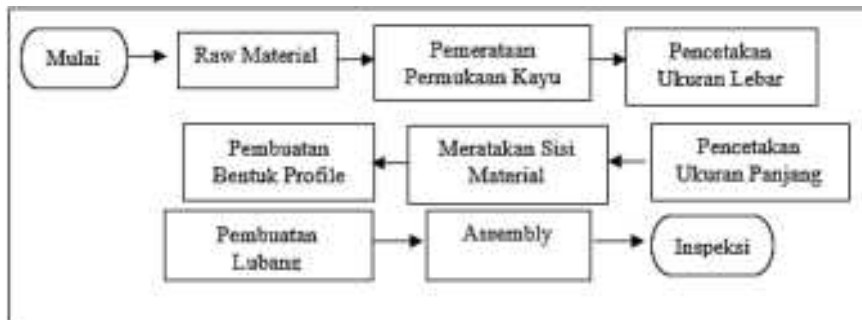 Mulai
Raw Material
Pemerataan
Permukaan Kayu
Pencetakan
Ukuran Lebar
Pencetakan
Ukuran Panjang
Meratakan Sisi
Material
Pembuatan
Bentuk Profile
Pembuatan
Lubang
Assembly
Inspeksi